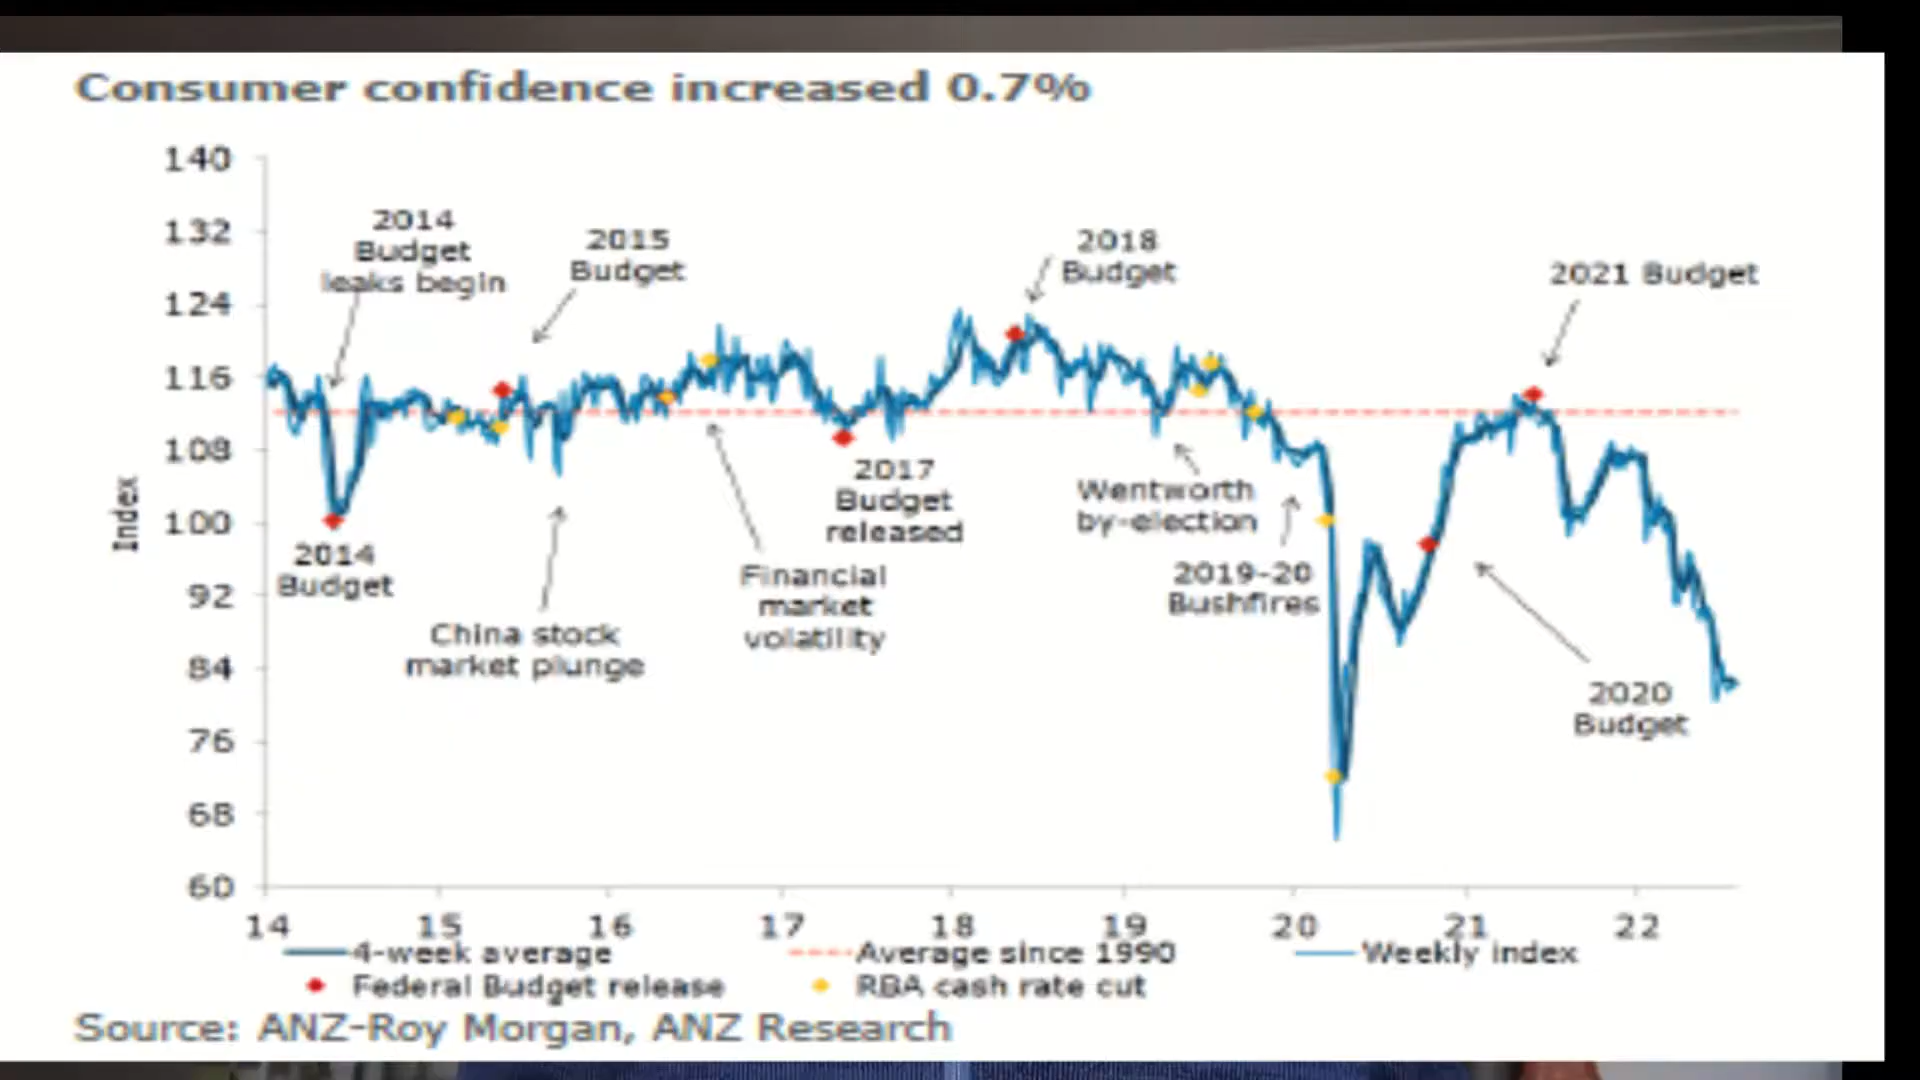 Consumer confidence increased 0.7%
140
132
124
116
108
100
92
84
76
68
60
Index
2014
Budget
leaks begin
2015
Budget
2018
Budget
2021 Budget
2014
Budget
China stock
market plunge
2017
Budget
released
Financial
market
volatility
Wentworth
by-election
2019-20
Bushfires
2020
Budget
14 15 16 17 18 19 20 21 22
4-week average Average since 1990 Weekly index
Federal Budget release RBA cash rate cut
Source: ANZ-Roy Morgan, ANZ Research